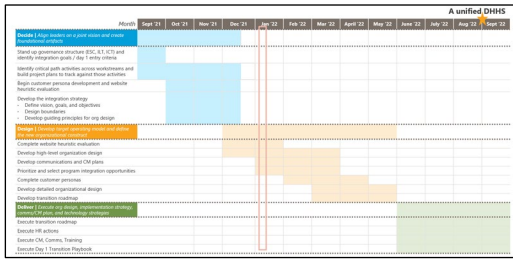 A unified DHHS
Month Sept '21 Oct '21 Nov '21 Dec '21 Jan '22 Feb '22 Mar '22 April '22 May '22 June '22 July '22 Aug '22 Sept '22
Decide | Align leaders on a joint vision and create
foundational artifacts
Stand up governance structure (ESC, ILT, ICT) and
identify integration goals / day 1 entry criteria
Identify critical path activities across workstreams and
build project plans to track against those activities
Begin customer persona development and website
heuristic evaluation
Develop the integration strategy
- Define vision, goals, and objectives
- Design boundaries
- Develop guiding principles for org design
Design | Develop target operating model and define
the new organizational construct
Complete website heuristic evaluation
Develop high-level organization design
Develop communications and CM plans
Prioritize and select program integration opportunities
Complete customer personas
Develop detailed organizational design
Develop transition roadmap
Deliver | Execute org design, implementation strategy,
comms/CM plan, and technology strategies
Execute transition roadmap
Execute HR actions
Execute CM, Comms, Training
Execute Day 1 Transition Playbook